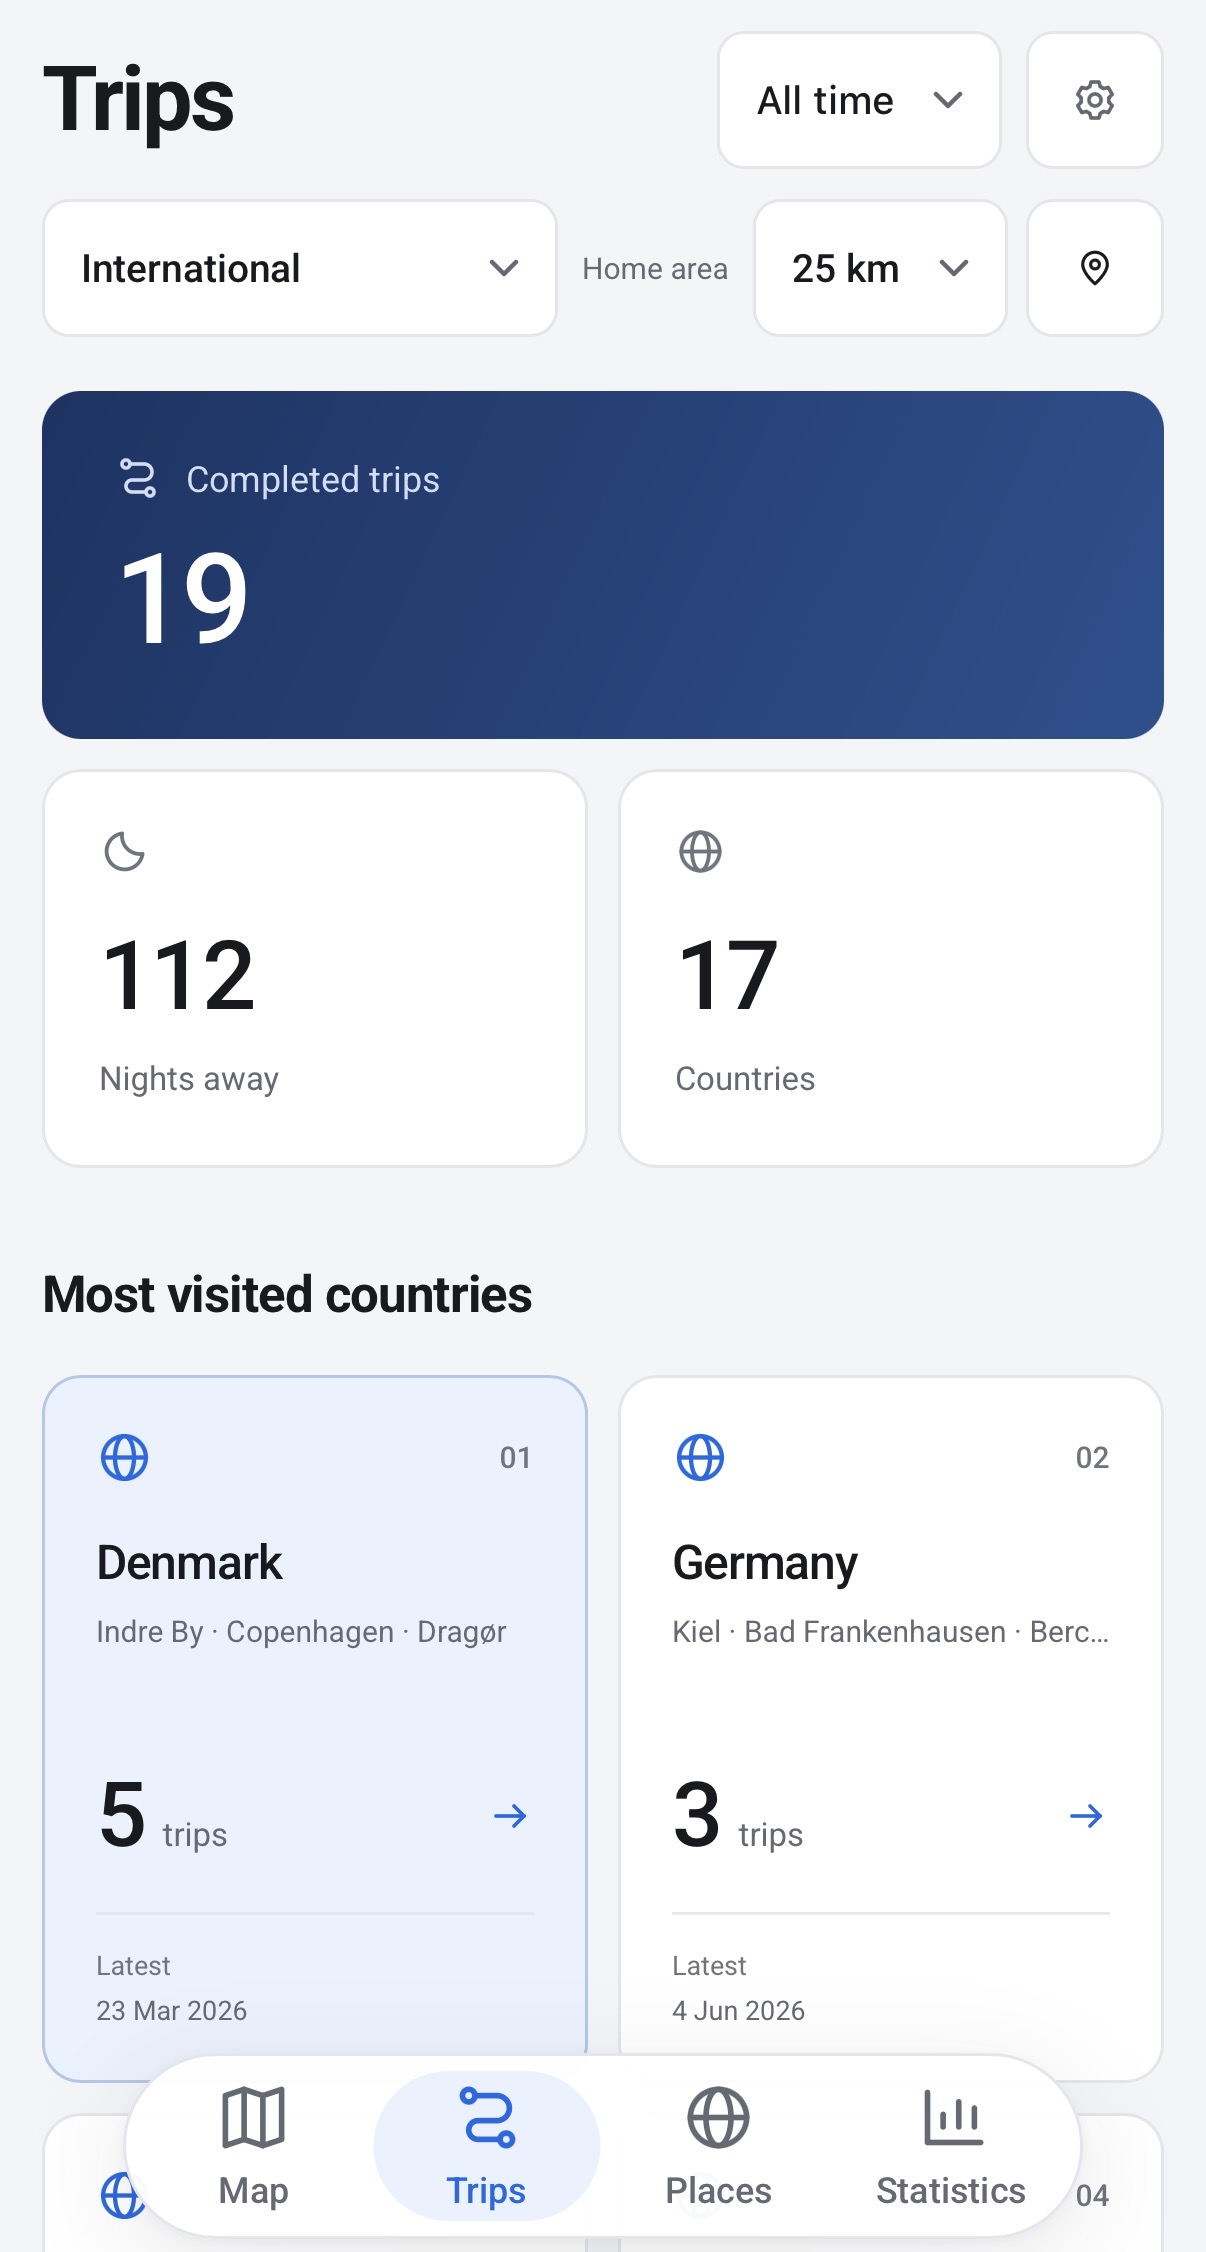 Trips
All time
International
Home area
25 km
Completed trips
19
112
Nights away
17
Countries
Most visited countries
01
Denmark
Indre By · Copenhagen · Dragør
5 trips
Latest
23 Mar 2026
02
Germany
Kiel · Bad Frankenhausen · Berc...
3 trips
Latest
4 Jun 2026
04
Map
Trips
Places
Statistics